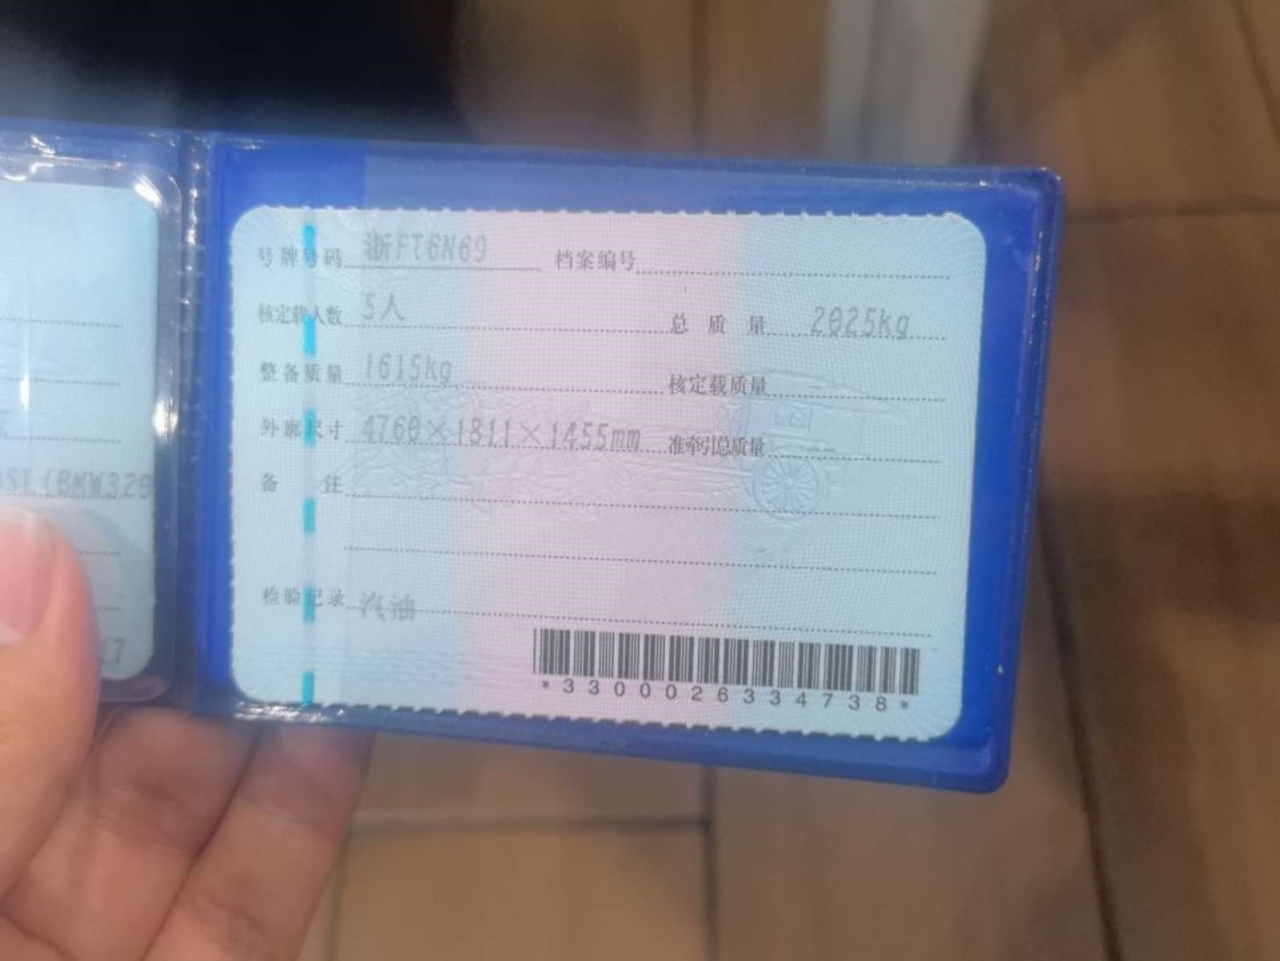 号牌号码 浙FT6N69 档案编号
核定载人数 5人 总质量 2025kg
整备质量 1615kg 核定载质量 --
外廓尺寸 4760×1811×1455mm 准牵引总质量 --
备注
检验记录 汽油
*3300026334738*
SL(BMW320
17